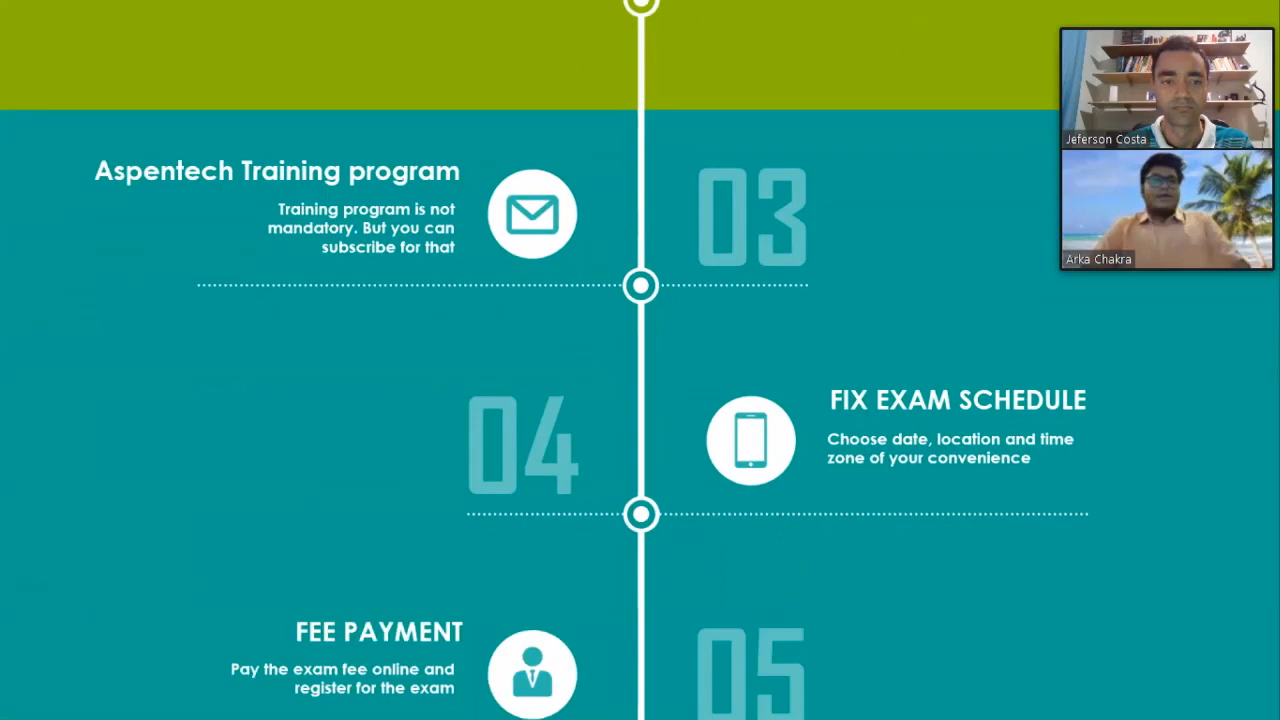 Aspentech Training program
Training program is not
mandatory. But you can
subscribe for that
03
Jeferson Costa
Arka Chakra
04
FIX EXAM SCHEDULE
Choose date, location and time
zone of your convenience
FEE PAYMENT
Pay the exam fee online and
register for the exam
05